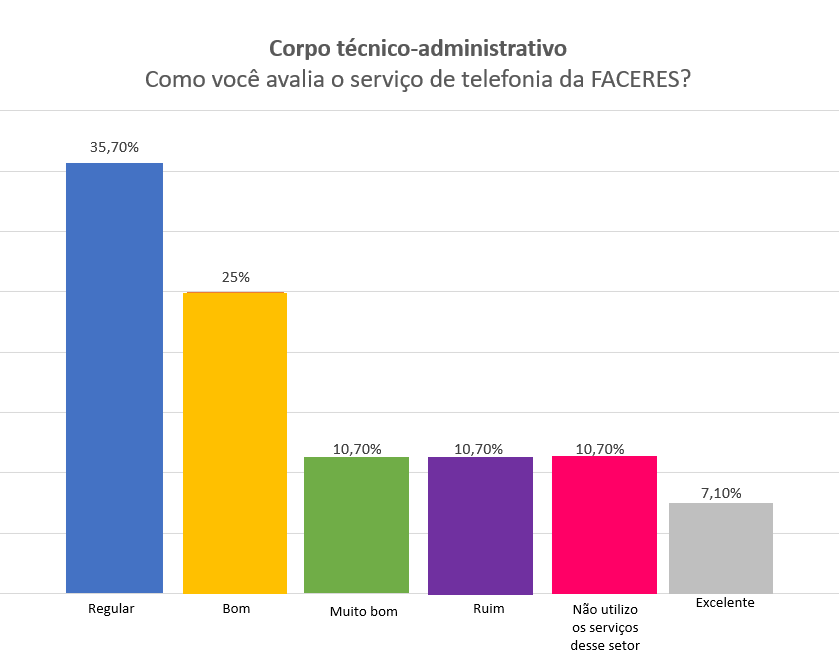 Corpo técnico-administrativo
Como você avalia o serviço de telefonia da FACERES?
35,70%
25%
10,70%
10,70%
10,70%
7,10%
Regular
Bom
Muito bom
Ruim
Não utilizo
os serviços
desse setor
Excelente